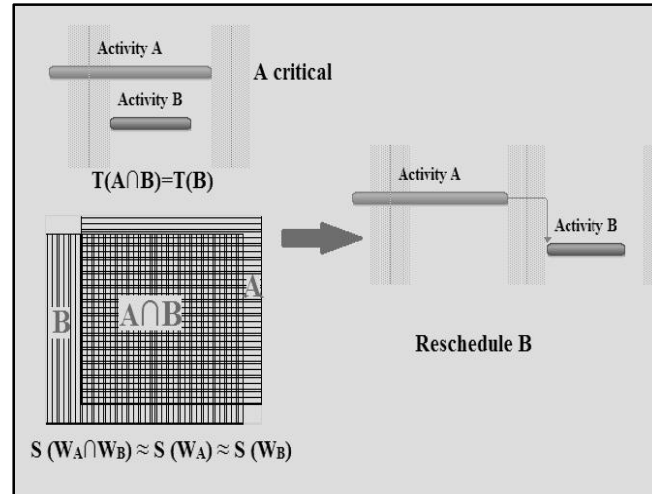 Activity A
A critical
Activity B
T(A∩B)=T(B)
B
A∩B
A
S (WA∩WB) ≈ S (WA) ≈ S (WB)
Activity A
Activity B
Reschedule B